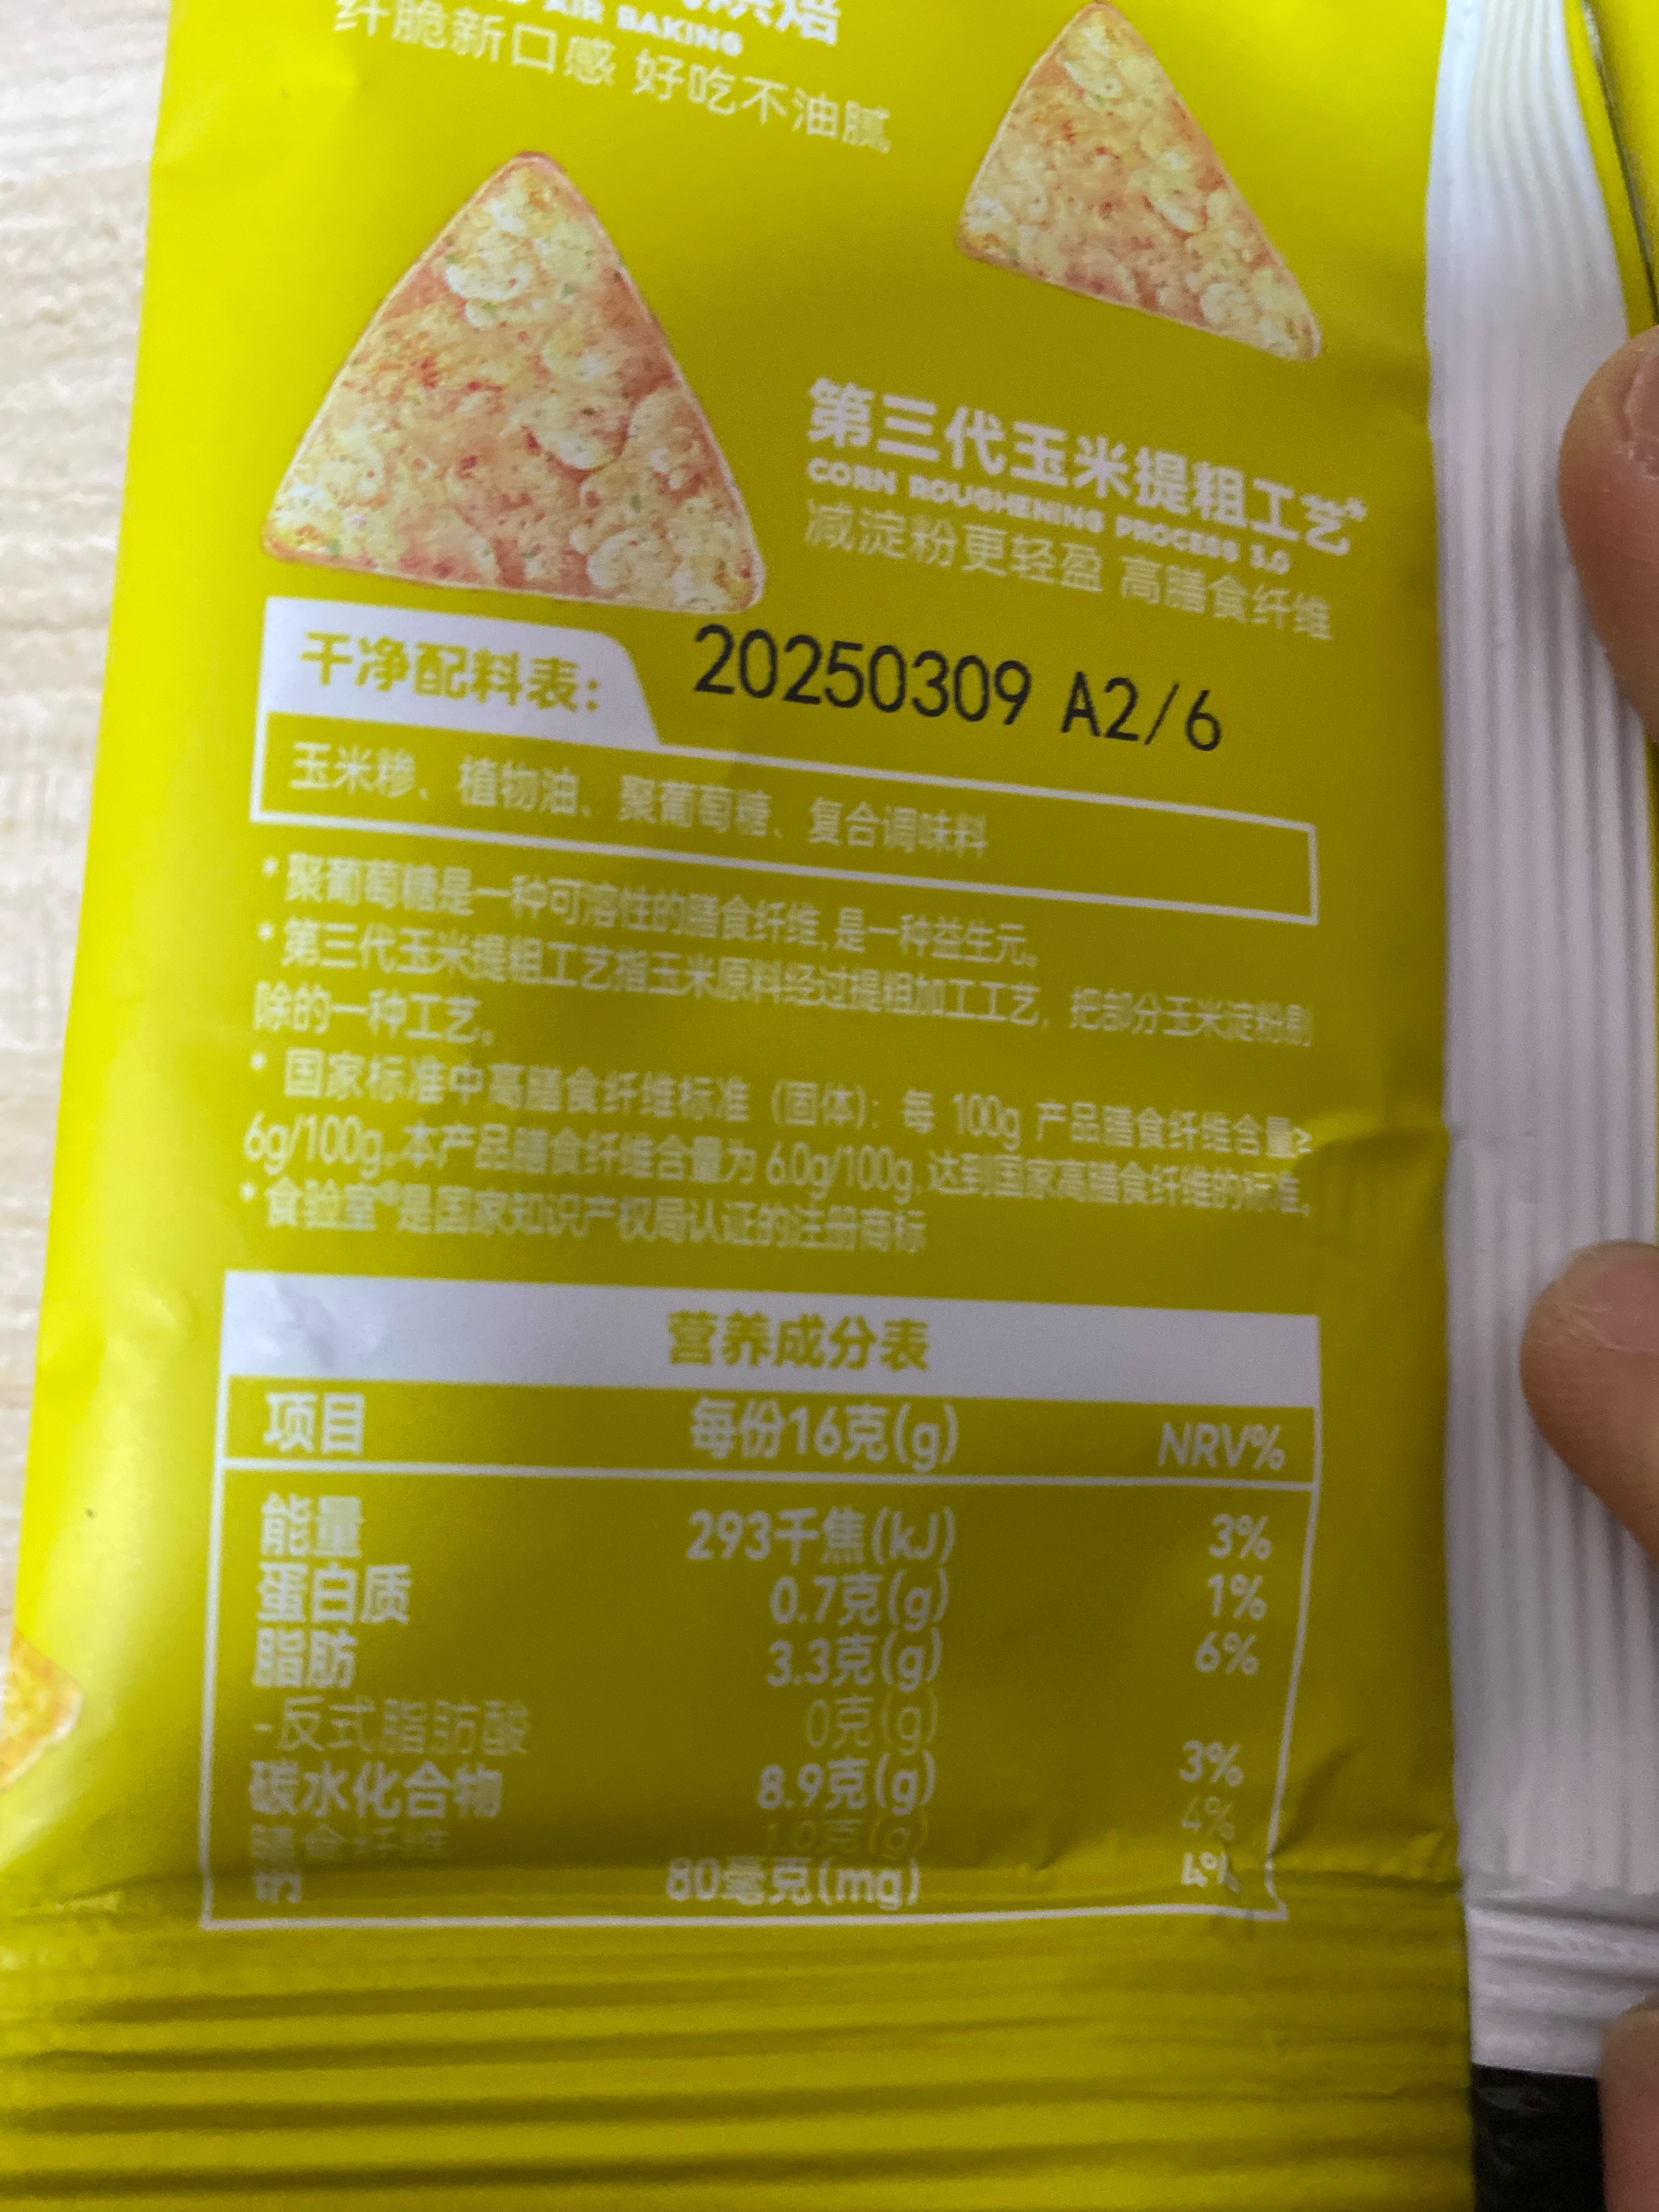 烘焙
AIR BAKING
纤脆新口感 好吃不油腻
第三代玉米提粗工艺*
CORN ROUGHENING PROCESS 3.0
减淀粉更轻盈 高膳食纤维
干净配料表:
20250309 A2/6
玉米糁、植物油、聚葡萄糖、复合调味料
*聚葡萄糖是一种可溶性的膳食纤维,是一种益生元。
*第三代玉米提粗工艺指玉米原料经过提粗加工工艺, 把部分玉米淀粉剔
除的一种工艺。
* 国家标准中高膳食纤维标准 (固体): 每 100g 产品膳食纤维含量≥
6g/100g。本产品膳食纤维含量为 6.0g/100g, 达到国家高膳食纤维的标准。
*食验室®是国家知识产权局认证的注册商标
营养成分表
项目 每份16克(g) NRV%
能量 293千焦(kJ) 3%
蛋白质 0.7克(g) 1%
脂肪 3.3克(g) 6%
-反式脂肪酸 0克(g)
碳水化合物 8.9克(g) 3%
膳食纤维 1.0克(g) 4%
80毫克(mg) 4%